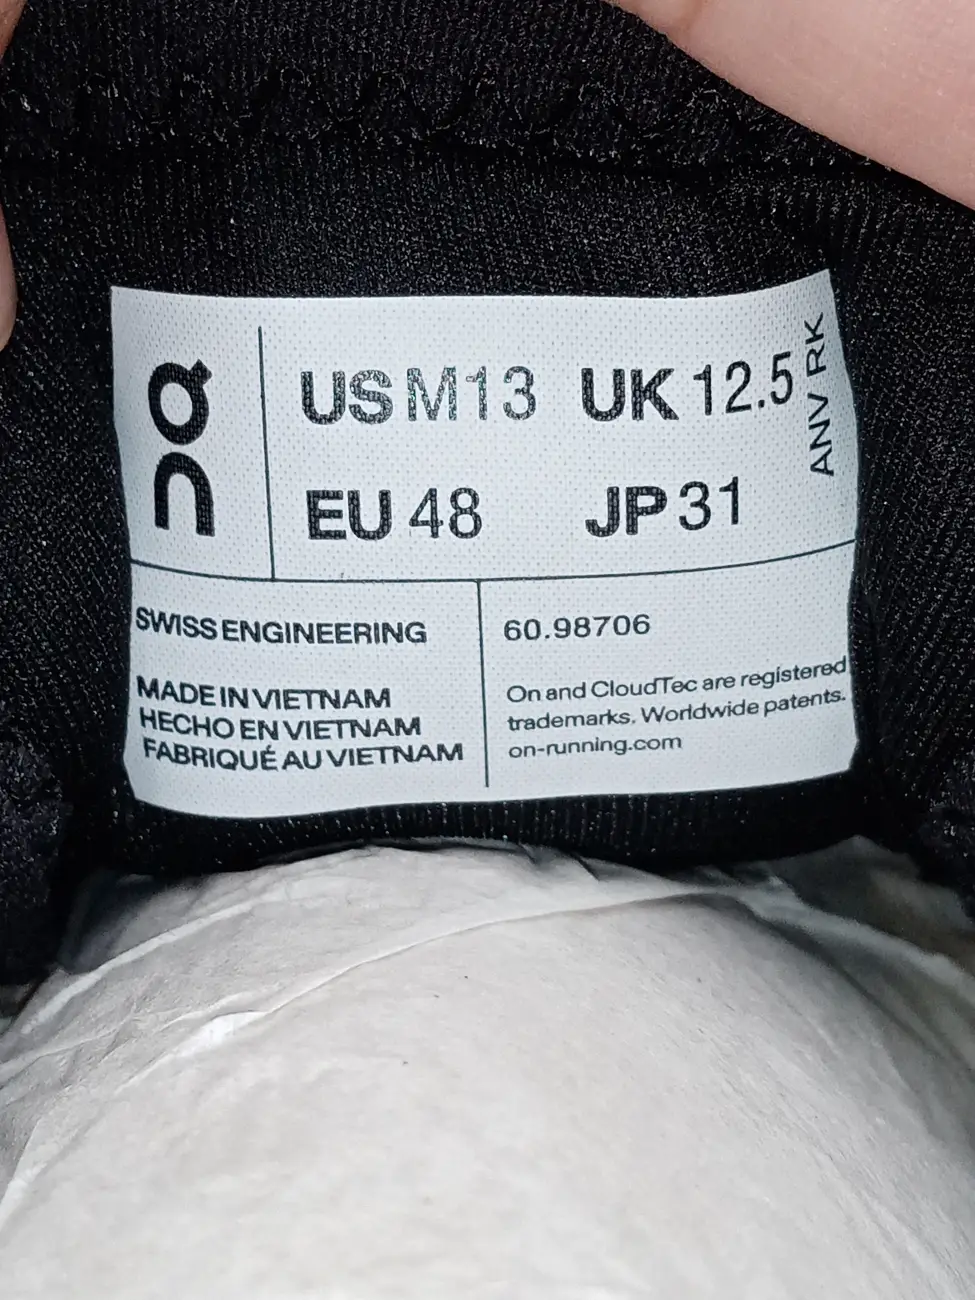 On
US M13 UK 12.5
EU 48 JP 31
ANV RK
SWISS ENGINEERING
MADE IN VIETNAM
HECHO EN VIETNAM
FABRIQUÉ AU VIETNAM
60.98706
On and CloudTec are registered
trademarks. Worldwide patents.
on-running.com